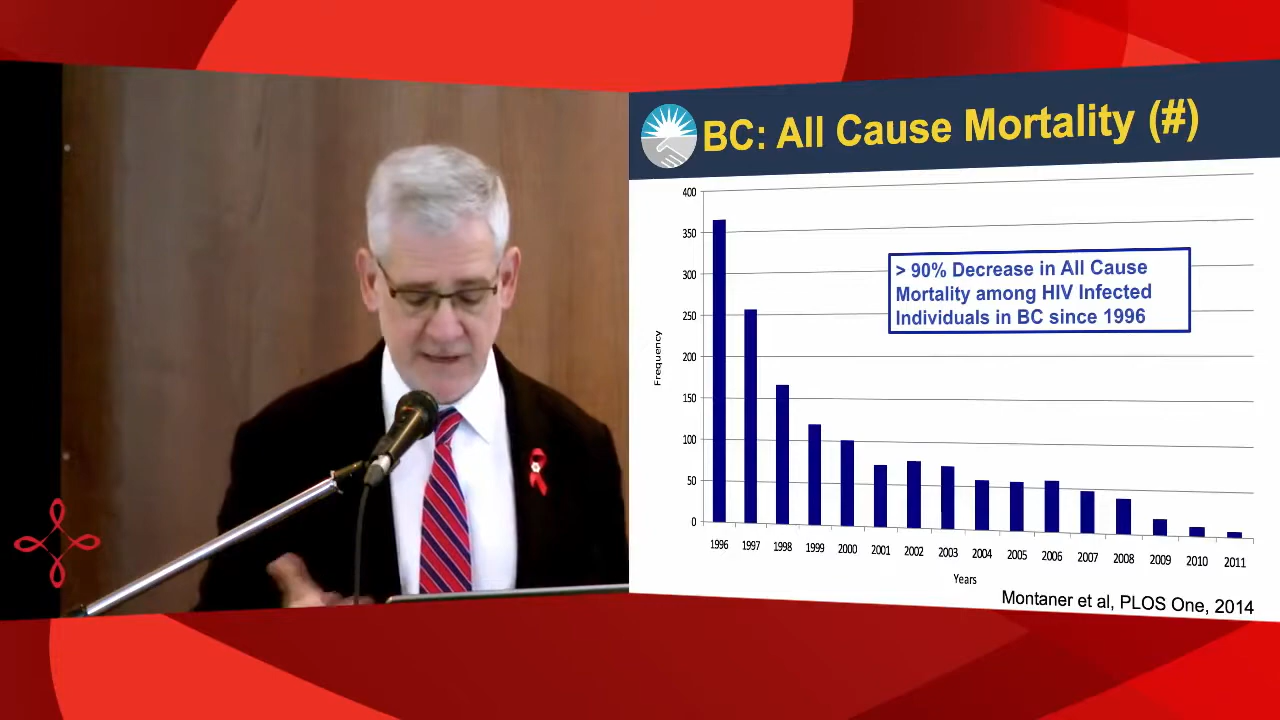 BC: All Cause Mortality (#)
400
350
300
250
200
150
100
50
0
Frequency
> 90% Decrease in All Cause
Mortality among HIV Infected
Individuals in BC since 1996
1996 1997 1998 1999 2000 2001 2002 2003 2004 2005 2006 2007 2008 2009 2010 2011
Years
Montaner et al, PLOS One, 2014